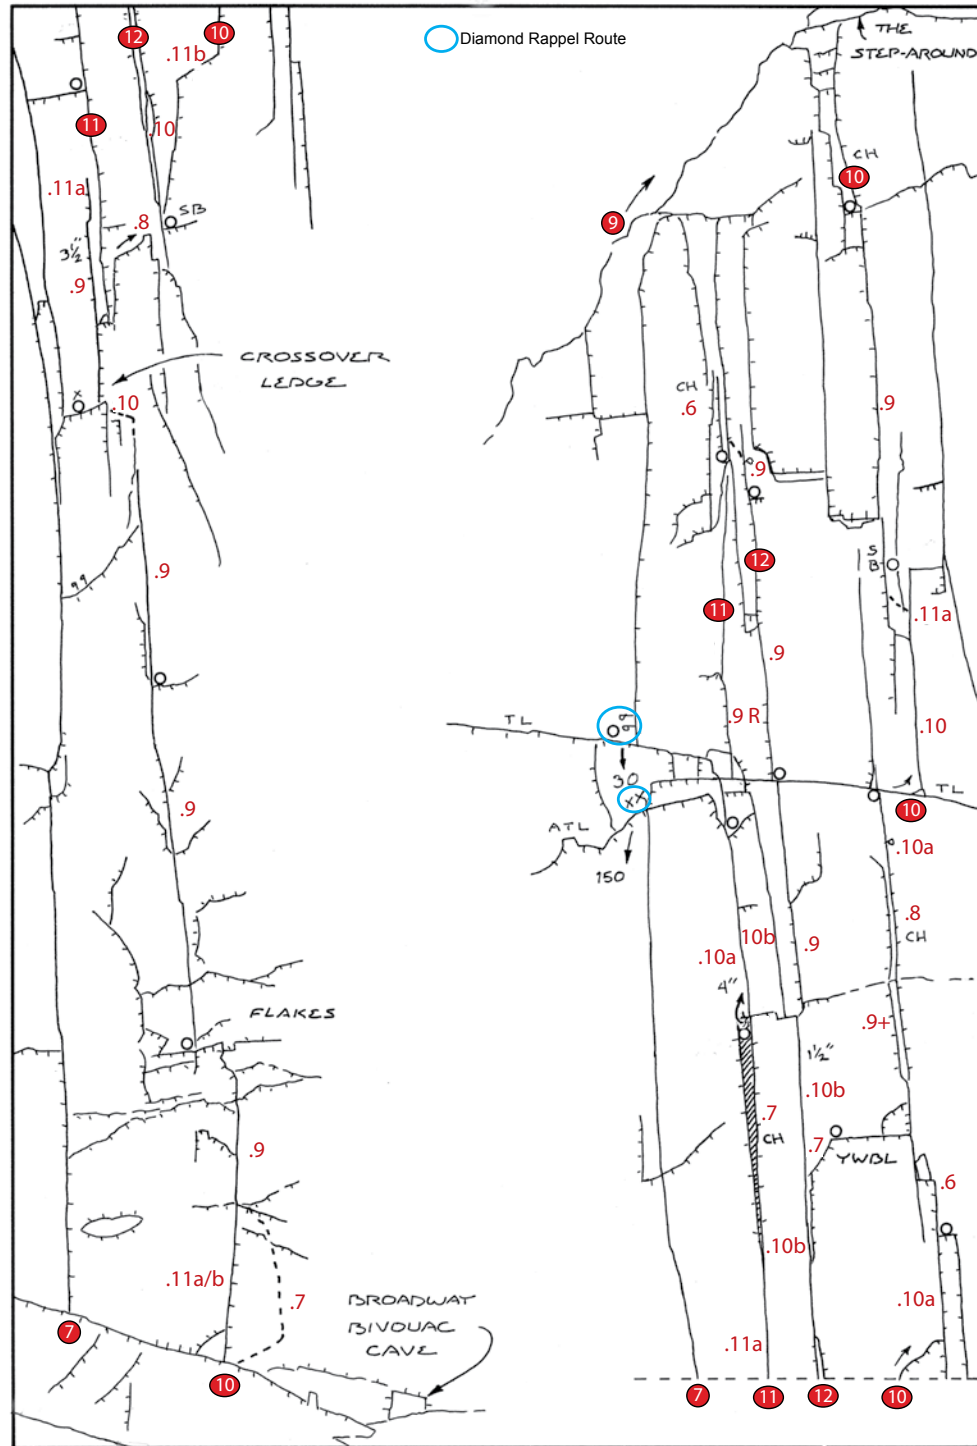 Diamond Rappel Route
12
10
.11b
11
.10
.11a
SB
.8
3½"
.9
CROSSOVER
LEDGE
x
.10
.9
.9
FLAKES
.9
.11a/b
.7
BROADWAY
BIVOUAC
CAVE
7
10
THE
STEP-AROUND
CH
10
9
CH
.6
.9
.9
12
S
B
11
.11a
.9
.9 R
.10
TL
30
XX
TL
10
ATL
150
.10a
.8
CH
.10a
10b
.9
4"
.9+
1½"
.10b
.7
CH
.7
YWBL
.6
.10b
.10a
.11a
7
11
12
10